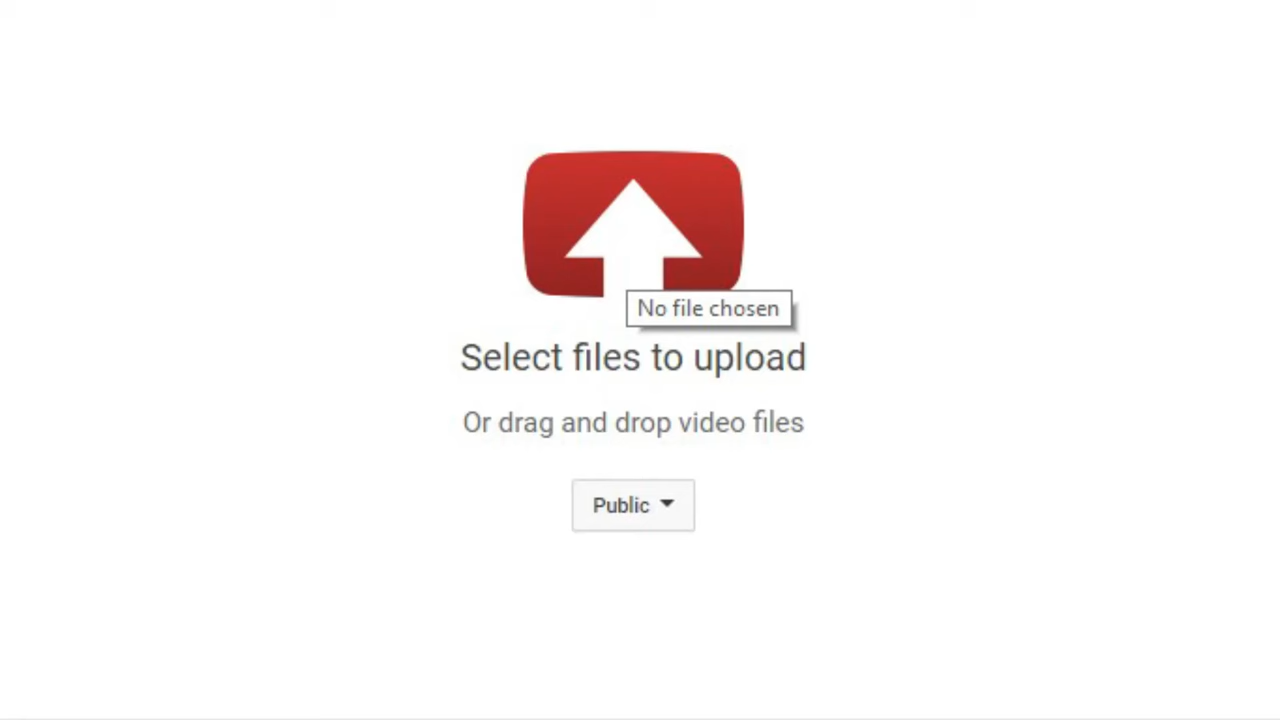 No file chosen
Select files to upload
Or drag and drop video files
Public